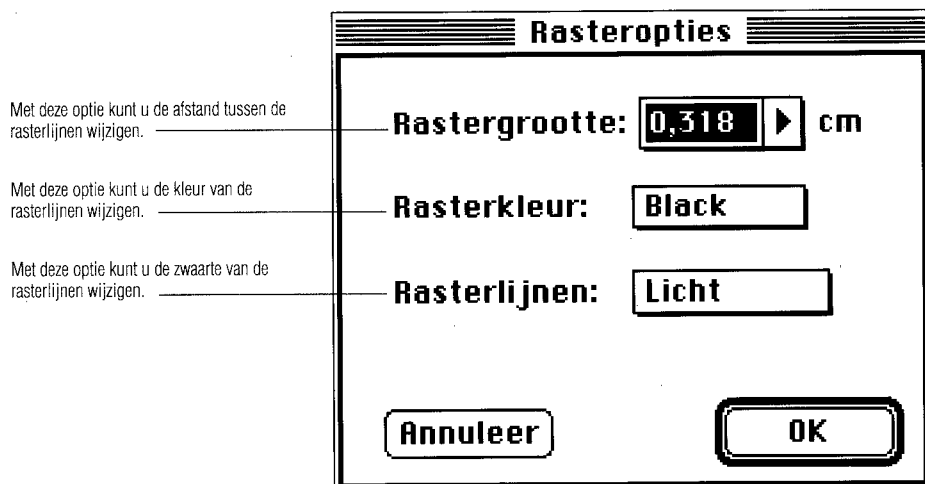 Rasteropties
Met deze optie kunt u de afstand tussen de
rasterlijnen wijzigen.
Rastergrootte: 0,318 cm
Met deze optie kunt u de kleur van de
rasterlijnen wijzigen.
Rasterkleur: Black
Met deze optie kunt u de zwaarte van de
rasterlijnen wijzigen.
Rasterlijnen: Licht
Annuleer
OK